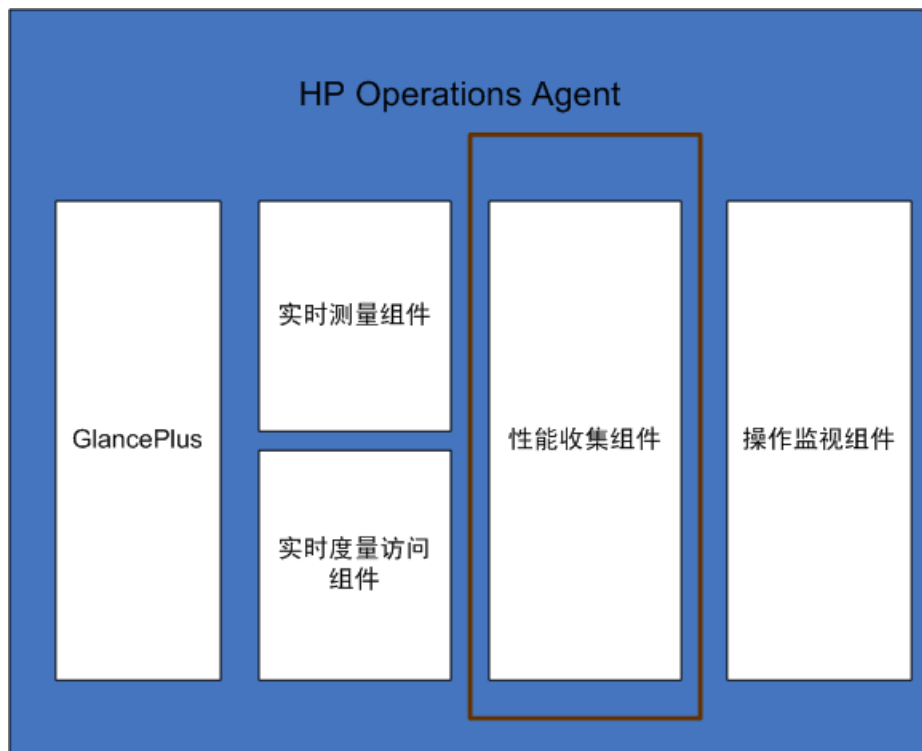 HP Operations Agent
GlancePlus
实时测量组件
实时度量访问
组件
性能收集组件
操作监视组件